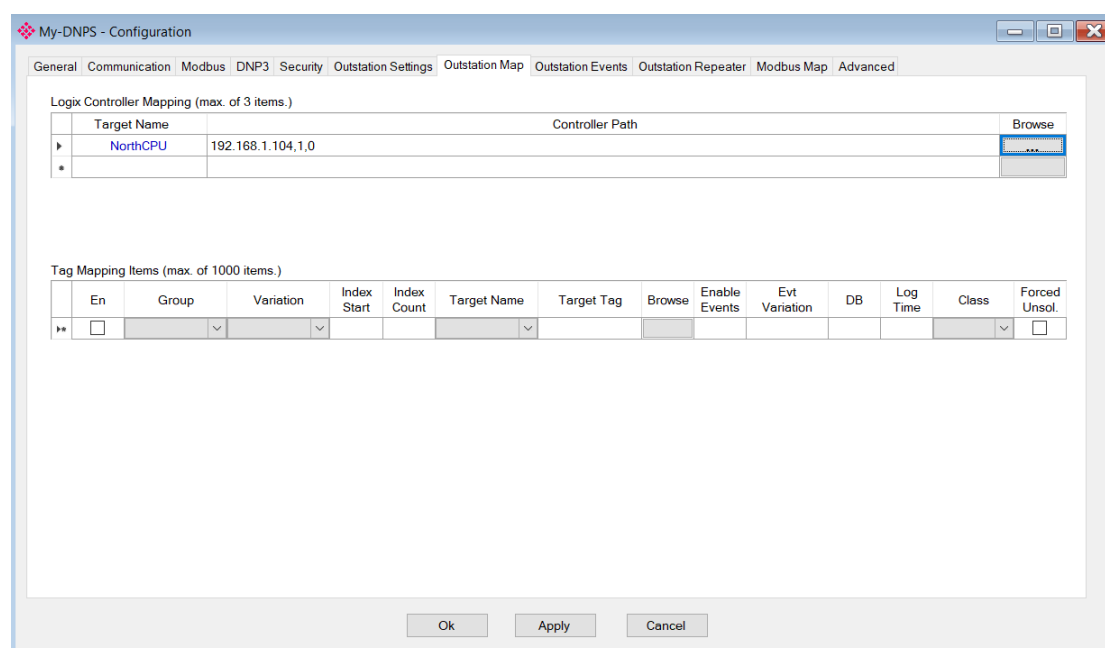 My-DNPS - Configuration
General Communication Modbus DNP3 Security Outstation Settings Outstation Map Outstation Events Outstation Repeater Modbus Map Advanced
Logix Controller Mapping (max. of 3 items.)
Target Name Controller Path Browse
NorthCPU 192.168.1.104,1,0 ...
Tag Mapping Items (max. of 1000 items.)
En Group Variation Index Start Index Count Target Name Target Tag Browse Enable Events Evt Variation DB Log Time Class Forced Unsol.
Ok Apply Cancel